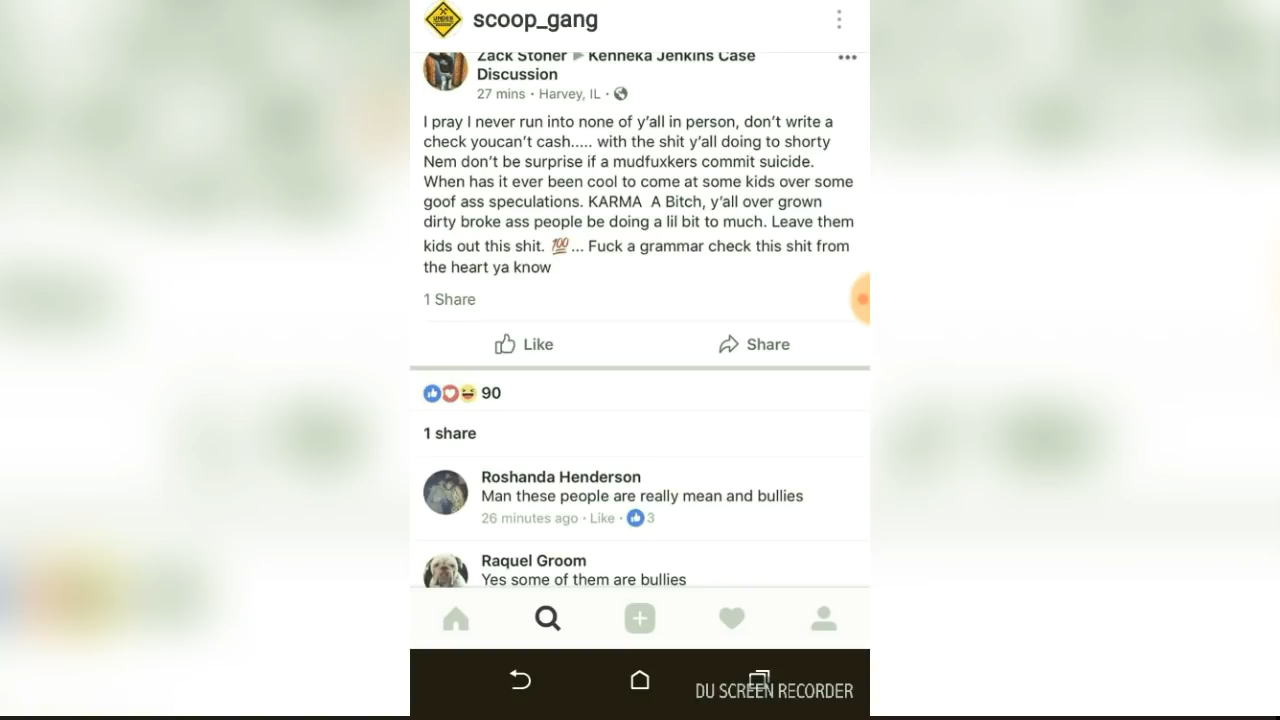 scoop_gang
Zack Stoner ▶ Kenneka Jenkins Case
Discussion
27 mins · Harvey, IL ·
I pray I never run into none of y'all in person, don't write a
check youcan't cash..... with the shit y'all doing to shorty
Nem don't be surprise if a mudfuxkers commit suicide.
When has it ever been cool to come at some kids over some
goof ass speculations. KARMA  A Bitch, y'all over grown
dirty broke ass people be doing a lil bit to much. Leave them
kids out this shit. 💯... Fuck a grammar check this shit from
the heart ya know
1 Share
Like Share
90
1 share
Roshanda Henderson
Man these people are really mean and bullies
26 minutes ago · Like · 3
Raquel Groom
Yes some of them are bullies
DU SCREEN RECORDER